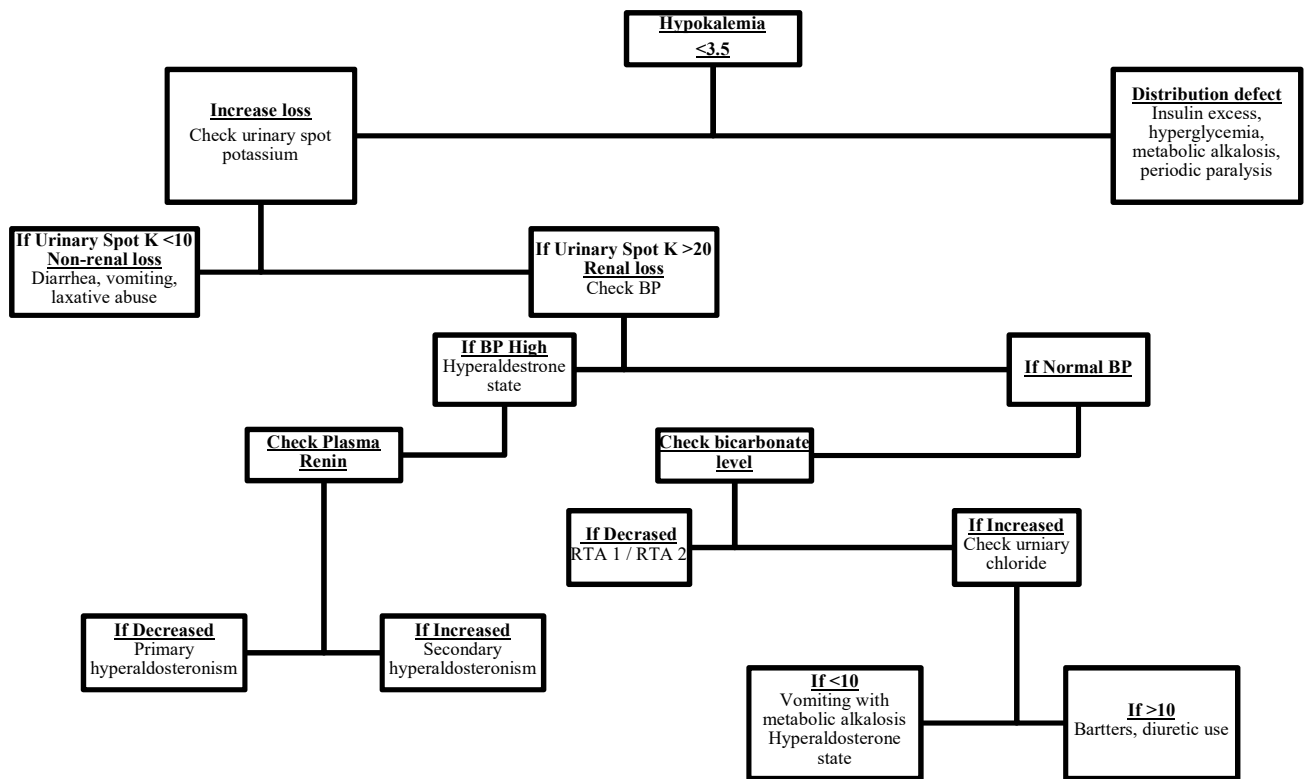 Hypokalemia
<3.5
Increase loss
Check urinary spot
potassium
Distribution defect
Insulin excess,
hyperglycemia,
metabolic alkalosis,
periodic paralysis
If Urinary Spot K <10
Non-renal loss
Diarrhea, vomiting,
laxative abuse
If Urinary Spot K >20
Renal loss
Check BP
If BP High
Hyperaldestrone
state
If Normal BP
Check Plasma
Renin
Check bicarbonate
level
If Decrased
RTA 1 / RTA 2
If Increased
Check urniary
chloride
If Decreased
Primary
hyperaldosteronism
If Increased
Secondary
hyperaldosteronism
If <10
Vomiting with
metabolic alkalosis
Hyperaldosterone
state
If >10
Bartters, diuretic use